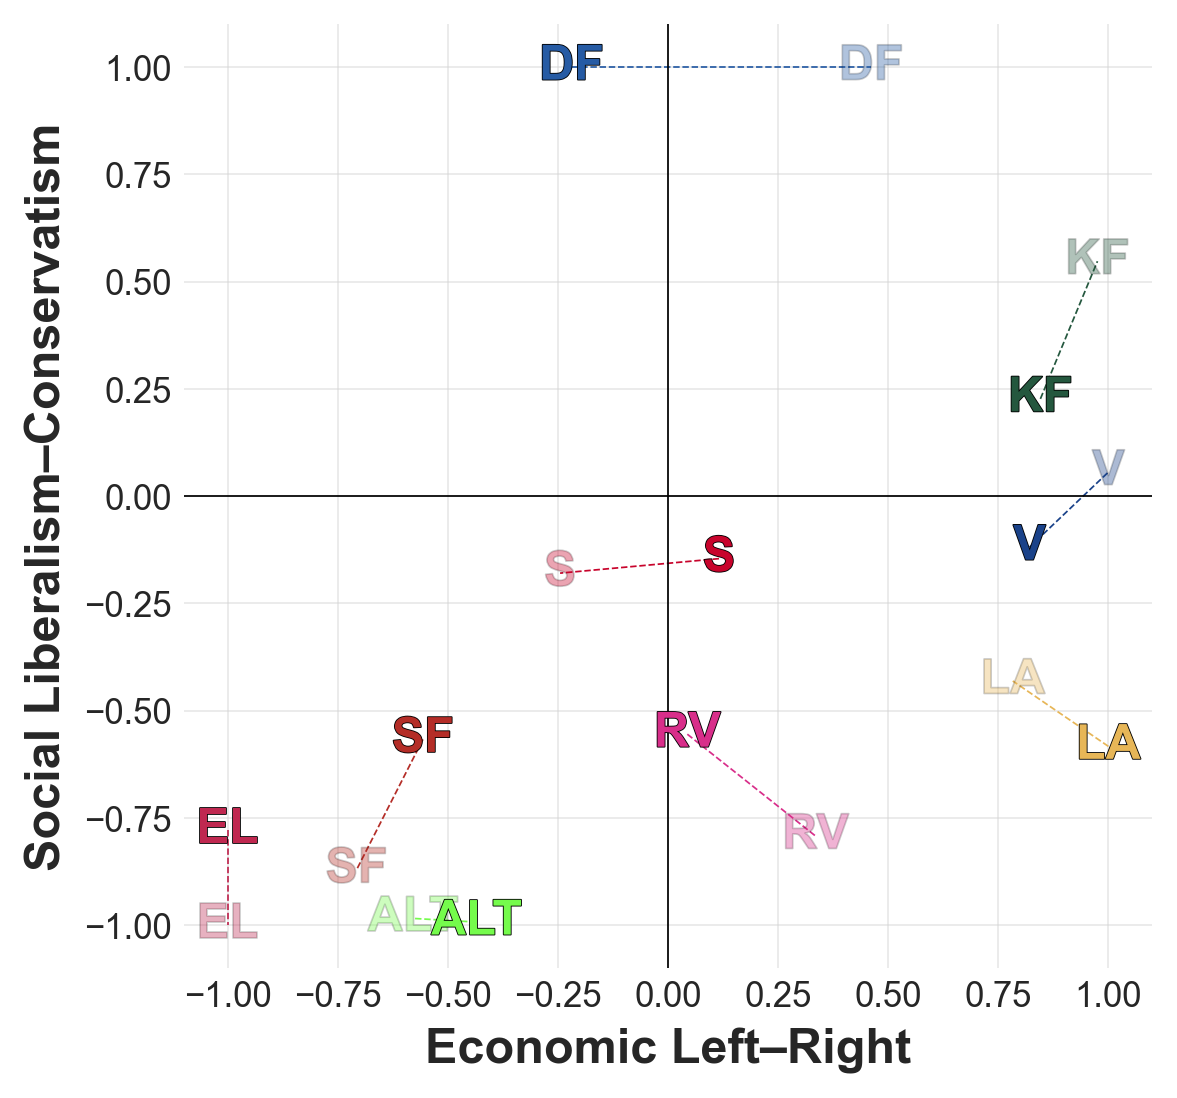 DF DF
1.00
0.75
KF
0.50
KF
0.25
V
0.00
V
S S
−0.25
LA
−0.50
SF RV LA
−0.75
EL RV
SF
ALT ALT
EL
−1.00
−1.00 −0.75 −0.50 −0.25 0.00 0.25 0.50 0.75 1.00
Economic Left–Right
Social Liberalism–Conservatism